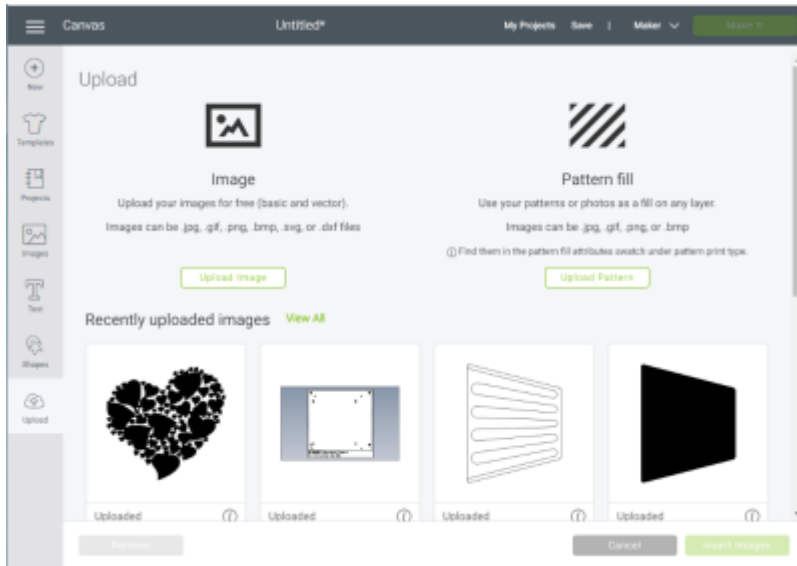 Canvas
Untitled*
My Projects Save | Maker
Make It
New
Templates
Projects
Images
Text
Shapes
Upload
Upload
Image
Upload your images for free (basic and vector).
Images can be .jpg, .gif, .png, .bmp, .svg, or .dxf files
Upload Image
Pattern fill
Use your patterns or photos as a fill on any layer.
Images can be .jpg, .gif, .png, or .bmp
Find them in the pattern fill attributes swatch under pattern print type.
Upload Pattern
Recently uploaded images View All
Uploaded
Uploaded
Uploaded
Uploaded
Cancel
Insert Images